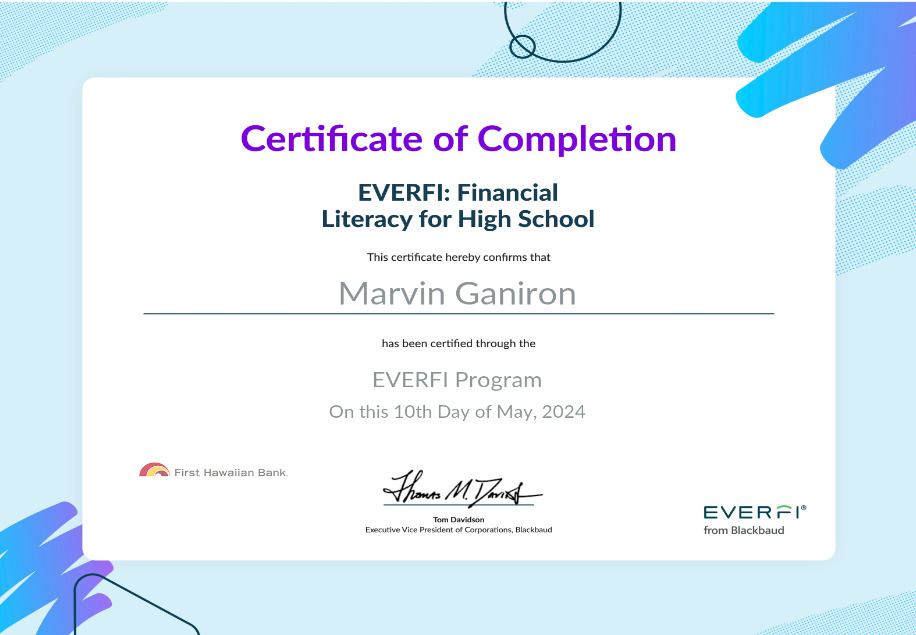 Certificate of Completion
EVERFI: Financial
Literacy for High School
This certificate hereby confirms that
Marvin Ganiron
has been certified through the
EVERFI Program
On this 10th Day of May, 2024
First Hawaiian Bank.
Thomas M. Davidson
Tom Davidson
Executive Vice President of Corporations, Blackbaud
EVERFI®
from Blackbaud